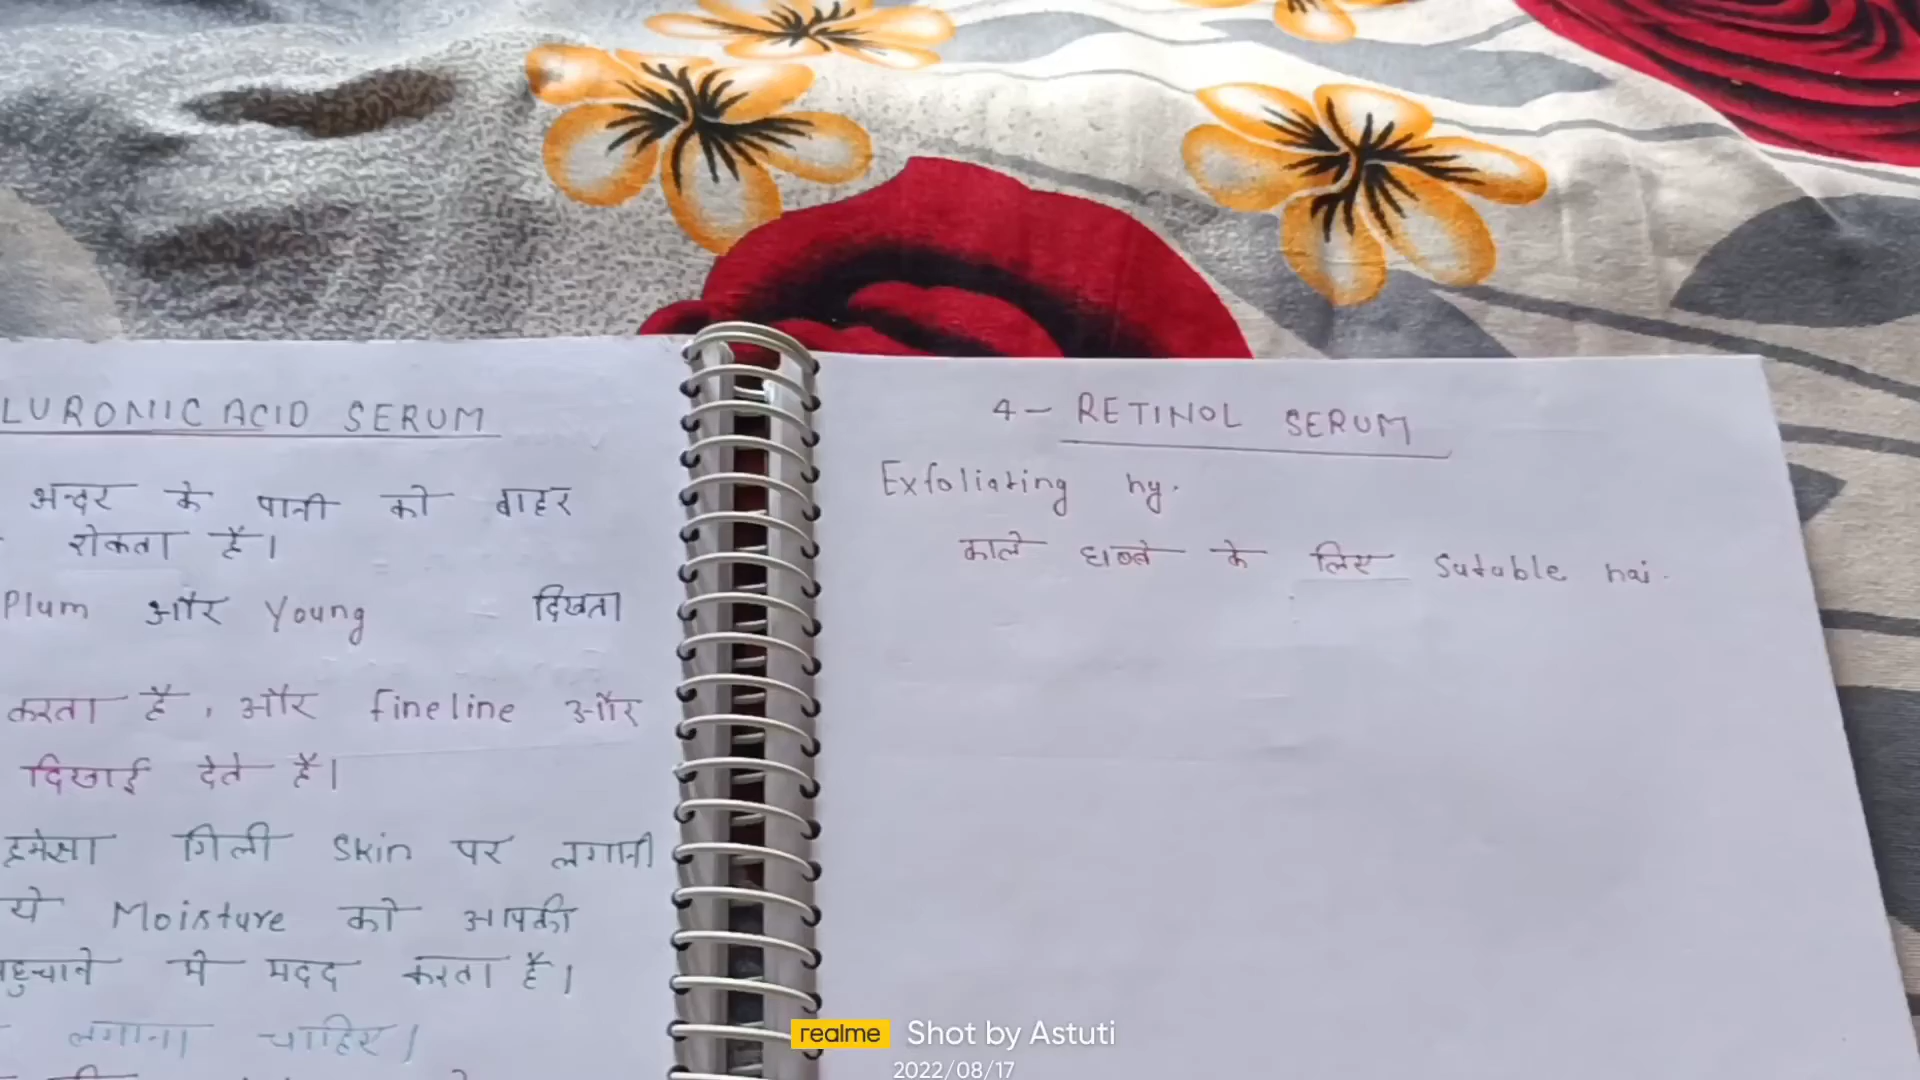 LURONIC ACID SERUM
अन्दर के पानी को बाहर
रोकता है।
Plum और Young दिखता
करता है, और fineline और
दिखाई देते है।
हमेसा गिली Skin पर लगानी
ये Moisture को आपकी
पहुचाने मे मदद करता है।
लगाना चाहिए।
4- RETINOL SERUM
Exfoliating hy.
काले धब्बे के लिए Sutable hai.
realme Shot by Astuti
2022/08/17